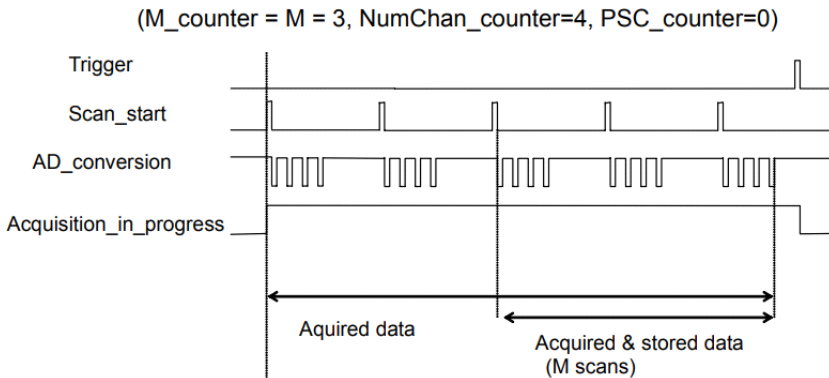 (M_counter = M = 3, NumChan_counter=4, PSC_counter=0)
Trigger
Scan_start
AD_conversion
Acquisition_in_progress
Aquired data
Acquired & stored data
(M scans)